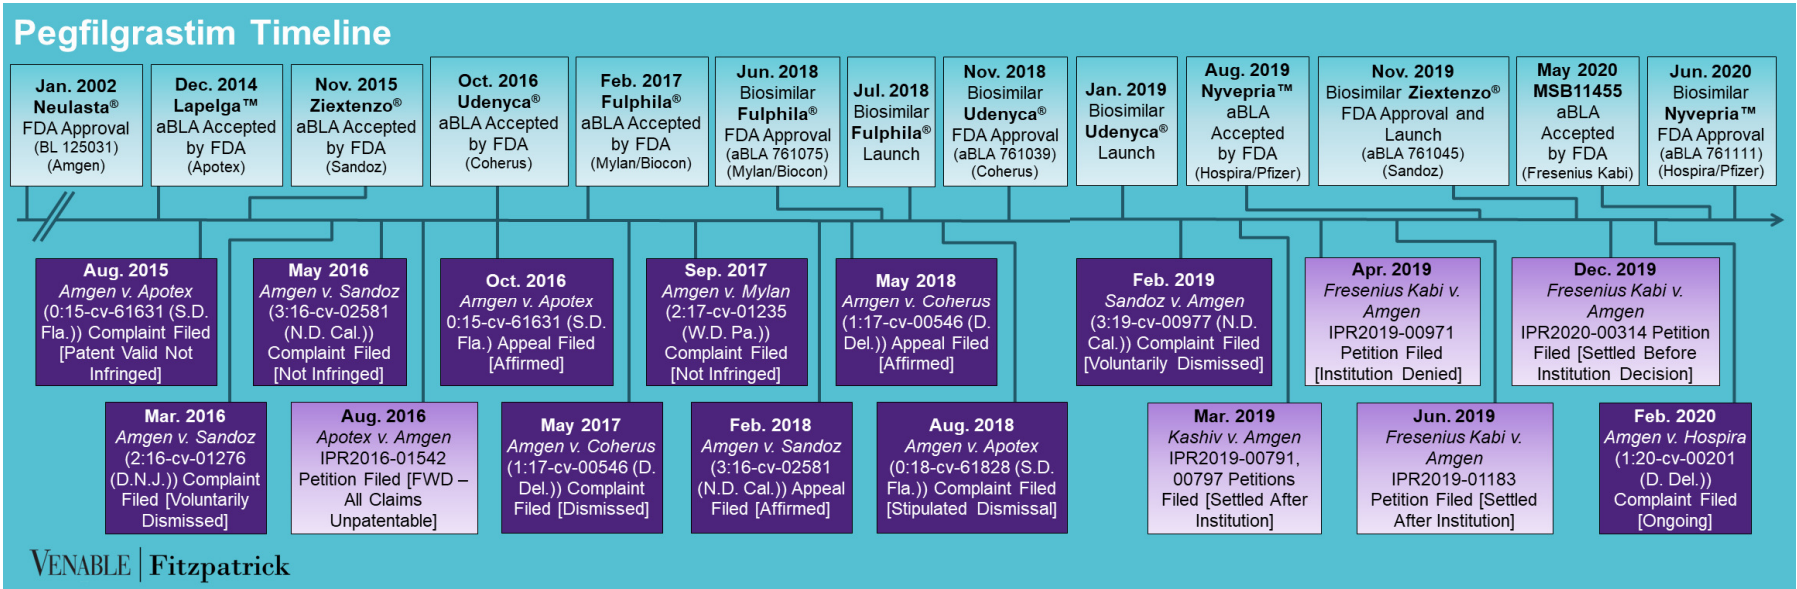 Pegfilgrastim Timeline
Jan. 2002
Neulasta®
FDA Approval
(BL 125031)
(Amgen)
Dec. 2014
Lapelga™
aBLA Accepted
by FDA
(Apotex)
Nov. 2015
Ziextenzo®
aBLA Accepted
by FDA
(Sandoz)
Oct. 2016
Udenyca®
aBLA Accepted
by FDA
(Coherus)
Feb. 2017
Fulphila®
aBLA Accepted
by FDA
(Mylan/Biocon)
Jun. 2018
Biosimilar
Fulphila®
FDA Approval
(aBLA 761075)
(Mylan/Biocon)
Jul. 2018
Biosimilar
Fulphila®
Launch
Nov. 2018
Biosimilar
Udenyca®
FDA Approval
(aBLA 761039)
(Coherus)
Jan. 2019
Biosimilar
Udenyca®
Launch
Aug. 2019
Nyvepria™
aBLA
Accepted
by FDA
(Hospira/Pfizer)
Nov. 2019
Biosimilar Ziextenzo®
FDA Approval and
Launch
(aBLA 761045)
(Sandoz)
May 2020
MSB11455
aBLA
Accepted
by FDA
(Fresenius Kabi)
Jun. 2020
Biosimilar
Nyvepria™
FDA Approval
(aBLA 761111)
(Hospira/Pfizer)
Aug. 2015
Amgen v. Apotex
(0:15-cv-61631 (S.D.
Fla.)) Complaint Filed
[Patent Valid Not
Infringed]
May 2016
Amgen v. Sandoz
(3:16-cv-02581
(N.D. Cal.))
Complaint Filed
[Not Infringed]
Oct. 2016
Amgen v. Apotex
0:15-cv-61631 (S.D.
Fla.) Appeal Filed
[Affirmed]
Sep. 2017
Amgen v. Mylan
(2:17-cv-01235
(W.D. Pa.))
Complaint Filed
[Not Infringed]
May 2018
Amgen v. Coherus
(1:17-cv-00546 (D.
Del.)) Appeal Filed
[Affirmed]
Feb. 2019
Sandoz v. Amgen
(3:19-cv-00977 (N.D.
Cal.)) Complaint Filed
[Voluntarily Dismissed]
Apr. 2019
Fresenius Kabi v.
Amgen
IPR2019-00971
Petition Filed
[Institution Denied]
Dec. 2019
Fresenius Kabi v.
Amgen
IPR2020-00314 Petition
Filed [Settled Before
Institution Decision]
Mar. 2016
Amgen v. Sandoz
(2:16-cv-01276
(D.N.J.)) Complaint
Filed [Voluntarily
Dismissed]
Aug. 2016
Apotex v. Amgen
IPR2016-01542
Petition Filed [FWD –
All Claims
Unpatentable]
May 2017
Amgen v. Coherus
(1:17-cv-00546 (D.
Del.)) Complaint
Filed [Dismissed]
Feb. 2018
Amgen v. Sandoz
(3:16-cv-02581
(N.D. Cal.)) Appeal
Filed [Affirmed]
Aug. 2018
Amgen v. Apotex
(0:18-cv-61828 (S.D.
Fla.)) Complaint Filed
[Stipulated Dismissal]
Mar. 2019
Kashiv v. Amgen
IPR2019-00791,
00797 Petitions
Filed [Settled After
Institution]
Jun. 2019
Fresenius Kabi v.
Amgen
IPR2019-01183
Petition Filed [Settled
After Institution]
Feb. 2020
Amgen v. Hospira
(1:20-cv-00201
(D. Del.))
Complaint Filed
[Ongoing]
VENABLE | Fitzpatrick